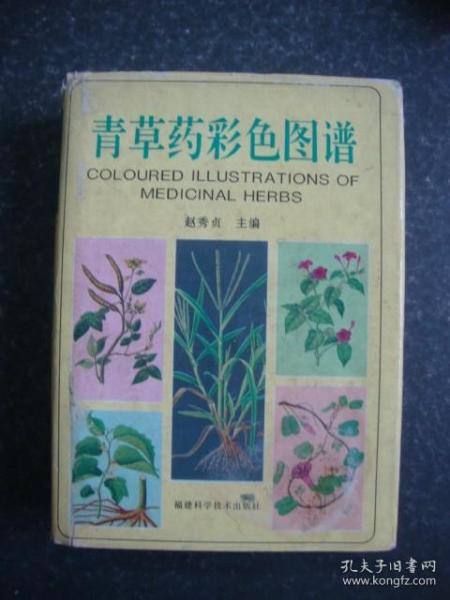 青草药彩色图谱
COLOURED ILLUSTRATIONS OF
MEDICINAL HERBS
赵秀贞 主编
福建科学技术出版社
孔夫子旧书网
www.kongfz.com